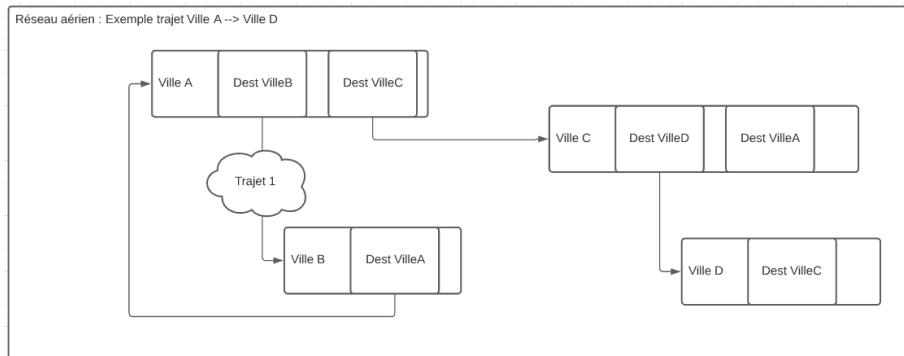 Réseau aérien : Exemple trajet Ville A --> Ville D
Ville A
Dest VilleB
Dest VilleC
Ville C
Dest VilleD
Dest VilleA
Trajet 1
Ville B
Dest VilleA
Ville D
Dest VilleC